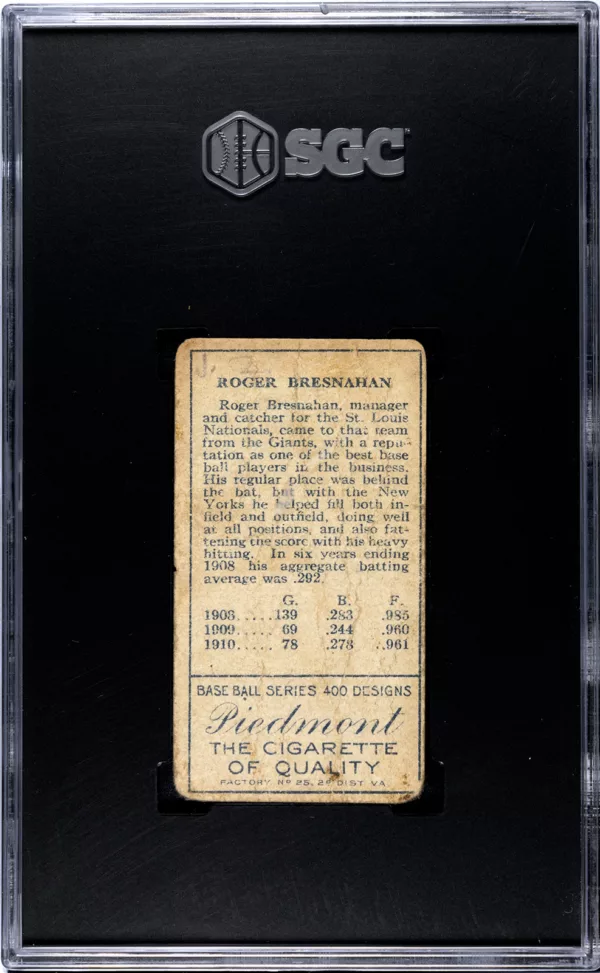 SGC
J.
ROGER BRESNAHAN
Roger Bresnahan, manager
and catcher for the St. Louis
Nationals, came to that team
from the Giants, with a repu-
tation as one of the best base
ball players in the business.
His regular place was behind
the bat, but with the New
Yorks he helped fill both in-
field and outfield, doing well
at all positions, and also fat-
tening the score with his heavy
hitting. In six years ending
1908 his aggregate batting
average was .292.
G. B. F.
1908.....139 .283 .985
1909..... 69 .244 .960
1910..... 78 .278 .961
BASE BALL SERIES 400 DESIGNS
Piedmont
THE CIGARETTE
OF QUALITY
FACTORY Nº 25, 2ᴰ DIST VA